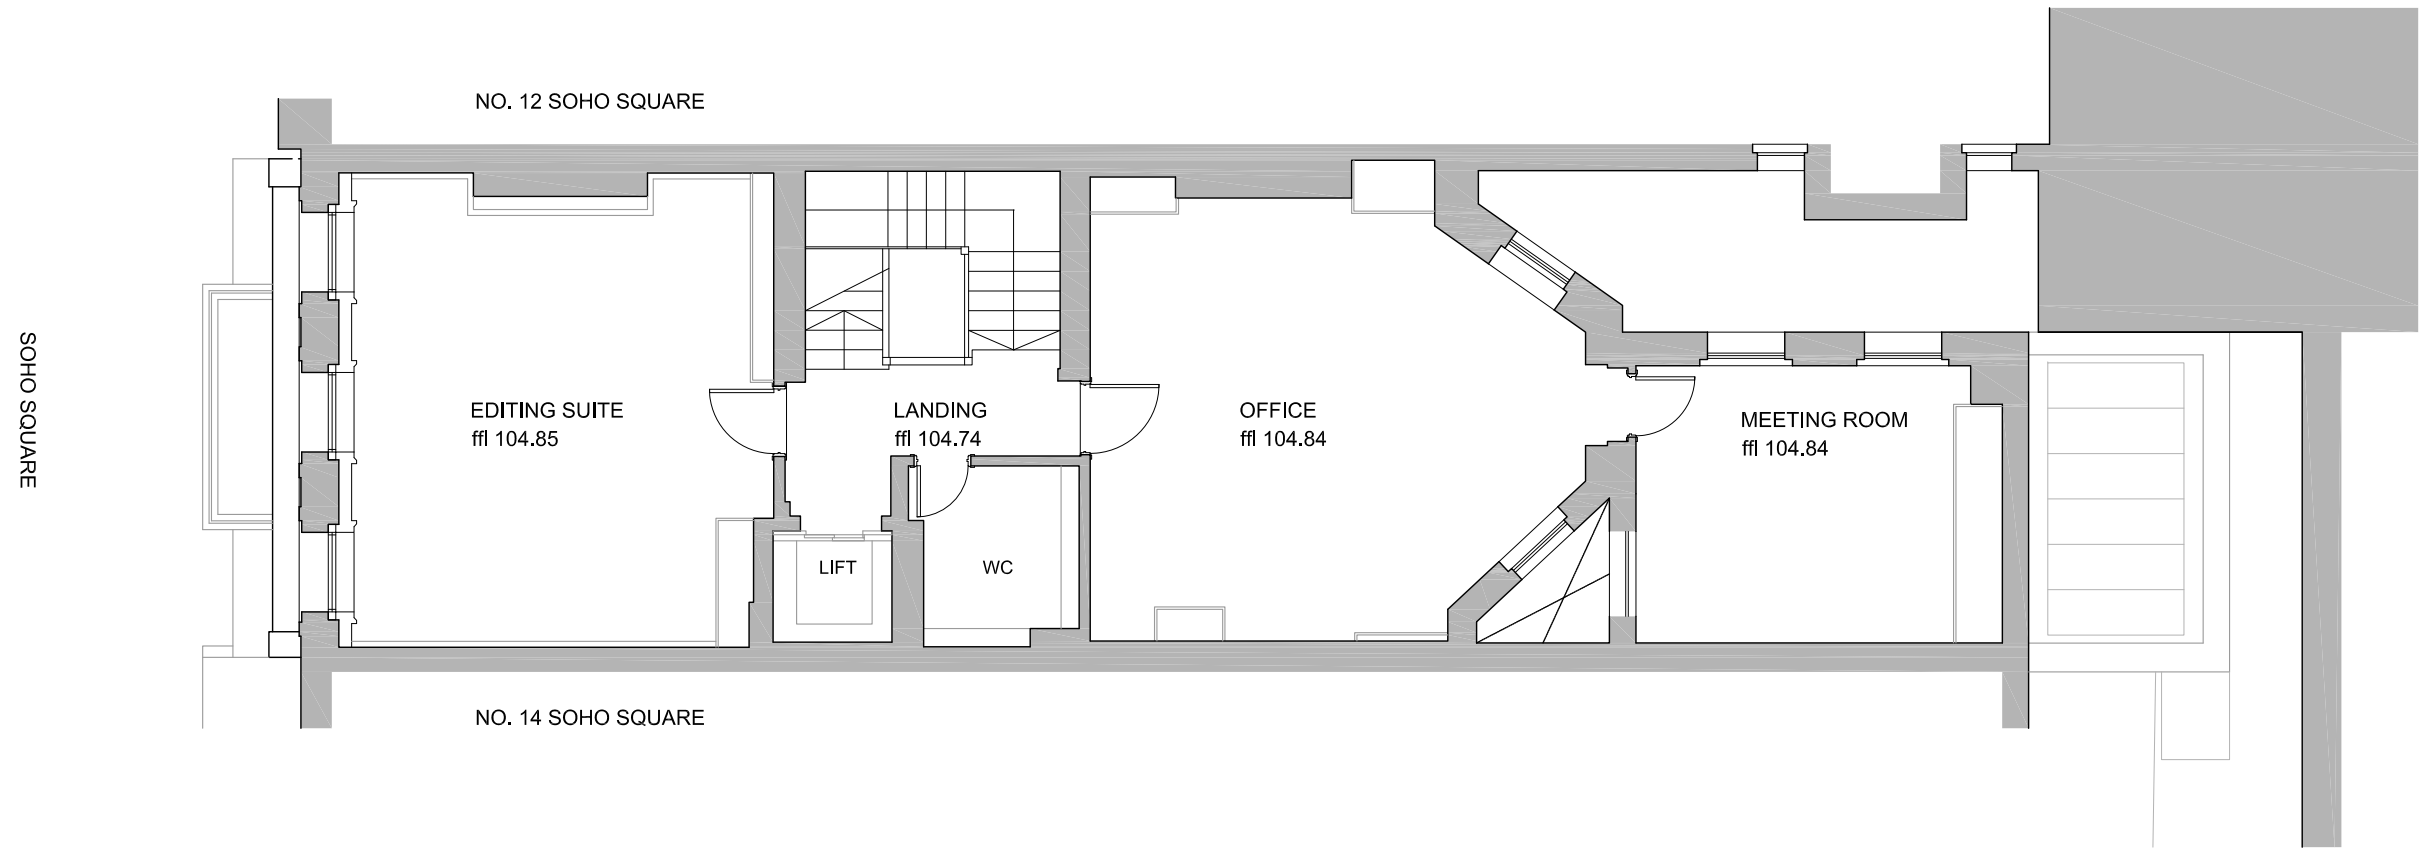 NO. 12 SOHO SQUARE
SOHO SQUARE
EDITING SUITE
ffl 104.85
LANDING
ffl 104.74
OFFICE
ffl 104.84
MEETING ROOM
ffl 104.84
LIFT
WC
NO. 14 SOHO SQUARE